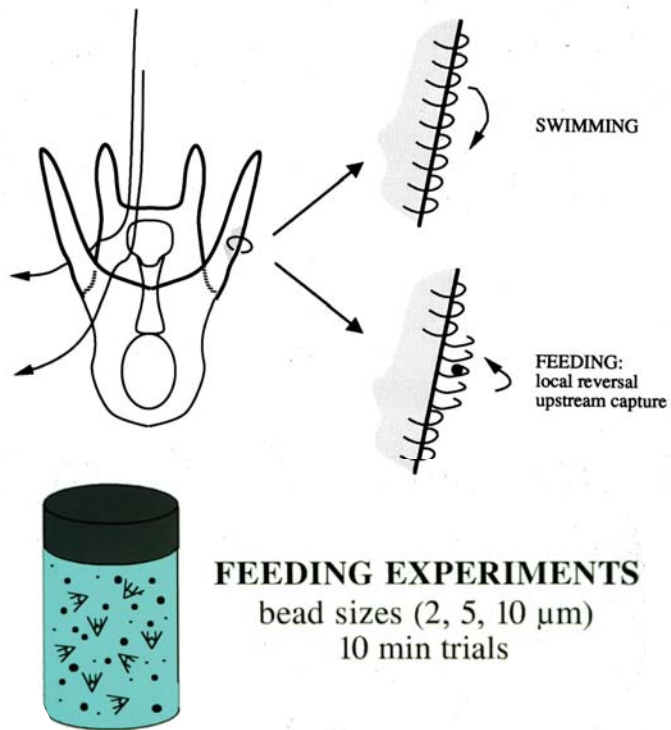 SWIMMING
FEEDING:
local reversal
upstream capture
FEEDING EXPERIMENTS
bead sizes (2, 5, 10 µm)
10 min trials